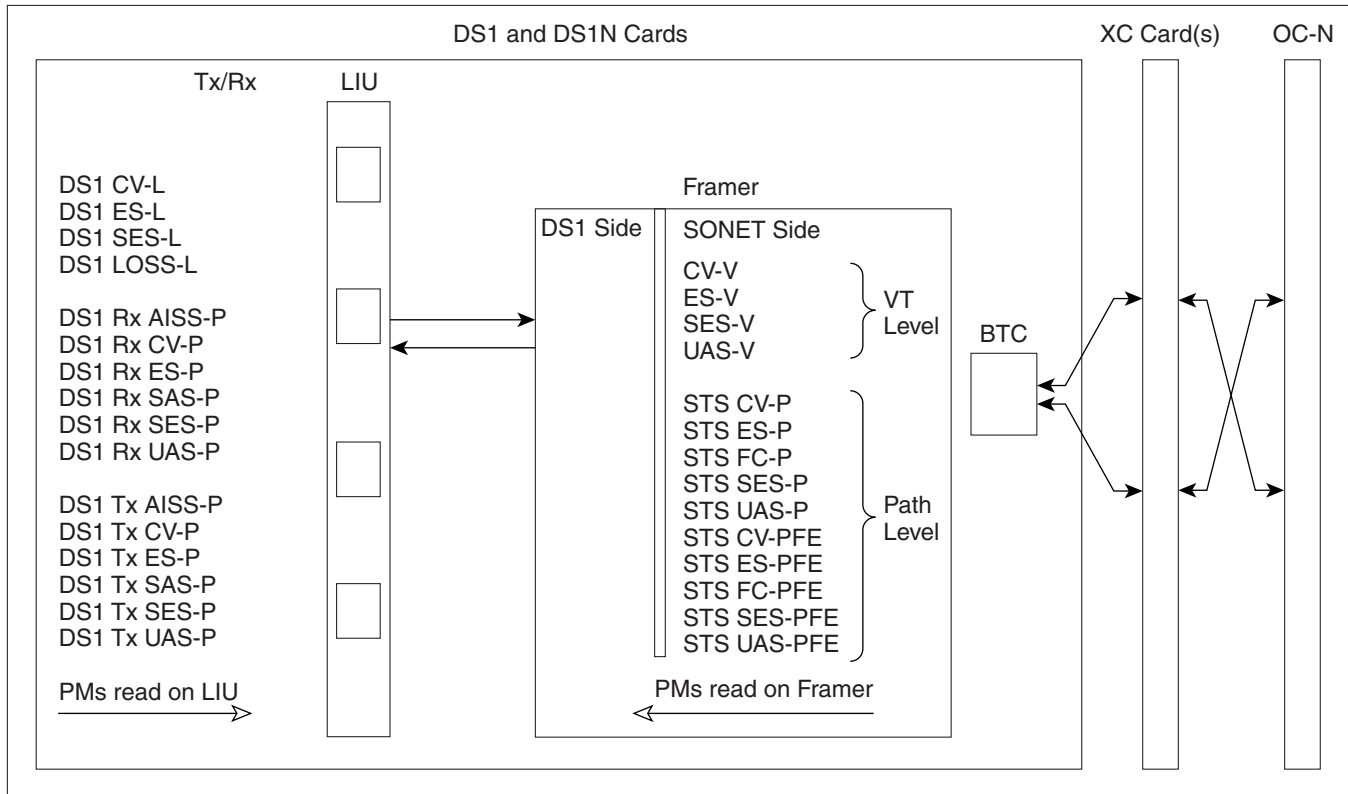 DS1 and DS1N Cards
XC Card(s)
OC-N
Tx/Rx
LIU
DS1 CV-L
DS1 ES-L
DS1 SES-L
DS1 LOSS-L
DS1 Rx AISS-P
DS1 Rx CV-P
DS1 Rx ES-P
DS1 Rx SAS-P
DS1 Rx SES-P
DS1 Rx UAS-P
DS1 Tx AISS-P
DS1 Tx CV-P
DS1 Tx ES-P
DS1 Tx SAS-P
DS1 Tx SES-P
DS1 Tx UAS-P
PMs read on LIU
Framer
DS1 Side
SONET Side
CV-V
ES-V
SES-V
UAS-V
VT
Level
STS CV-P
STS ES-P
STS FC-P
STS SES-P
STS UAS-P
STS CV-PFE
STS ES-PFE
STS FC-PFE
STS SES-PFE
STS UAS-PFE
Path
Level
PMs read on Framer
BTC